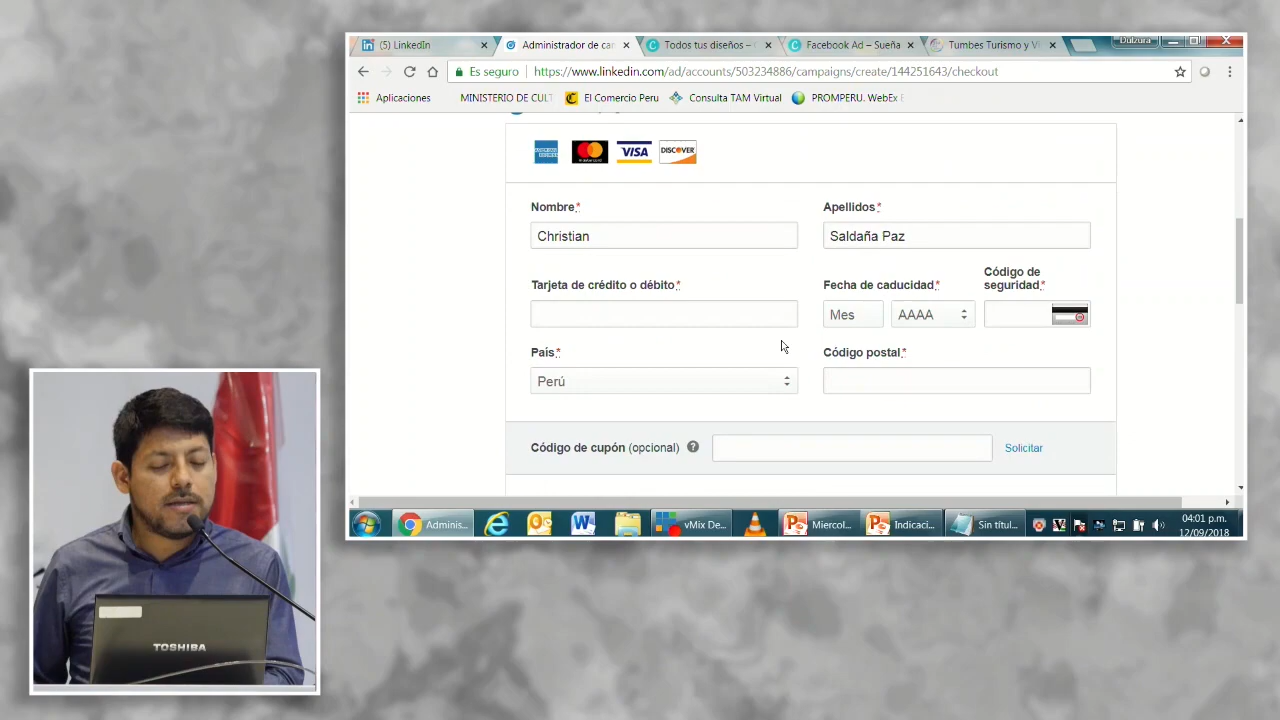 (5) LinkedIn
Administrador de ca
Todos tus diseños –
Facebook Ad – Sueña
Tumbes Turismo y V
Dulzura
Es seguro
https://www.linkedin.com/ad/accounts/503234886/campaigns/create/144251643/checkout
Aplicaciones
MINISTERIO DE CULT
El Comercio Peru
Consulta TAM Virtual
PROMPERU. WebEx E
VISA
DISCOVER
Nombre*
Apellidos*
Christian
Saldaña Paz
Tarjeta de crédito o débito*
Fecha de caducidad*
Código de
seguridad*
Mes
AAAA
País*
Código postal*
Perú
Código de cupón (opcional)
?
Solicitar
Adminis...
vMix De...
Miercol...
Indicaci...
Sin títul...
04:01 p.m.
12/09/2018
TOSHIBA